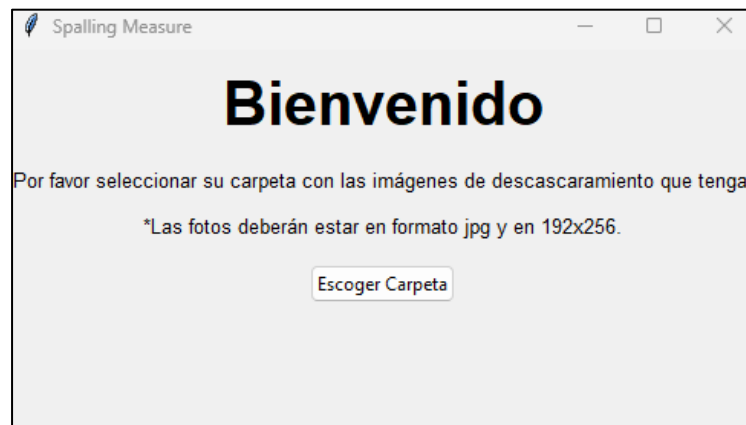 Spalling Measure
Bienvenido
Por favor seleccionar su carpeta con las imágenes de descascaramiento que tenga
*Las fotos deberán estar en formato jpg y en 192x256.
Escoger Carpeta